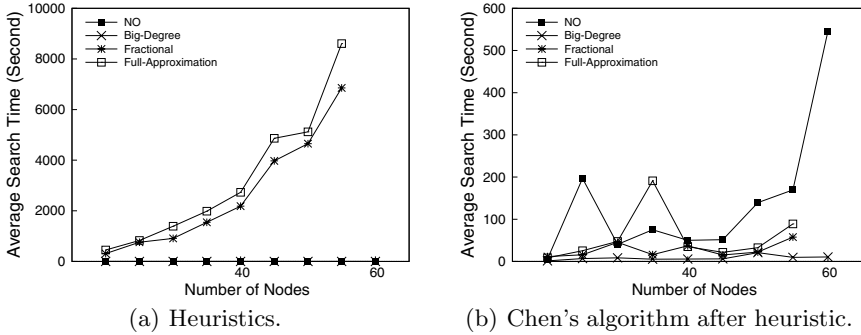 10000
8000
6000
4000
2000
0
40
60
Average Search Time (Second)
Number of Nodes
NO
Big-Degree
Fractional
Full-Approximation
(a) Heuristics.
600
500
400
300
200
100
0
40
60
Average Search Time (Second)
Number of Nodes
NO
Big-Degree
Fractional
Full-Approximation
(b) Chen's algorithm after heuristic.